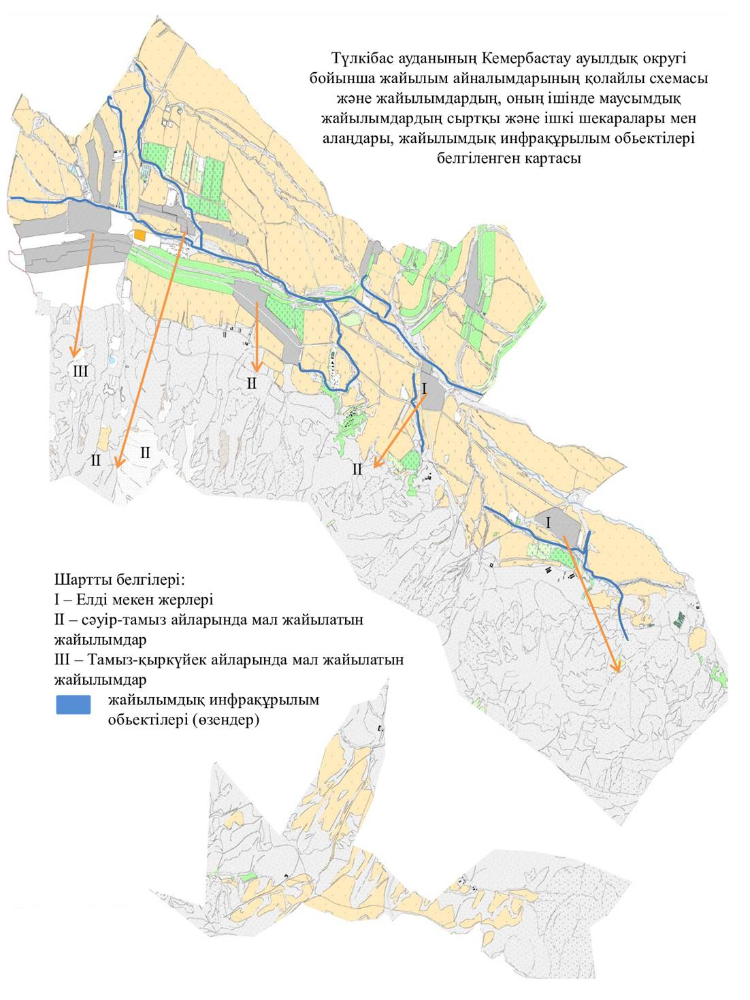 Түлкібас ауданының Кемербастау ауылдық округі
бойынша жайылым айналымдарының қолайлы схемасы
және жайылымдардың, оның ішінде маусымдық
жайылымдардың сыртқы және ішкі шекаралары мен
алаңдары, жайылымдық инфрақұрылым обьектілері
белгіленген картасы
III
II
I
II
II
II
I
Шартты белгілері:
I – Елді мекен жерлері
II – сәуір-тамыз айларында мал жайылатын
жайылымдар
III – Тамыз-қыркүйек айларында мал жайылатын
жайылымдар
жайылымдық инфрақұрылым
обьектілері (өзендер)